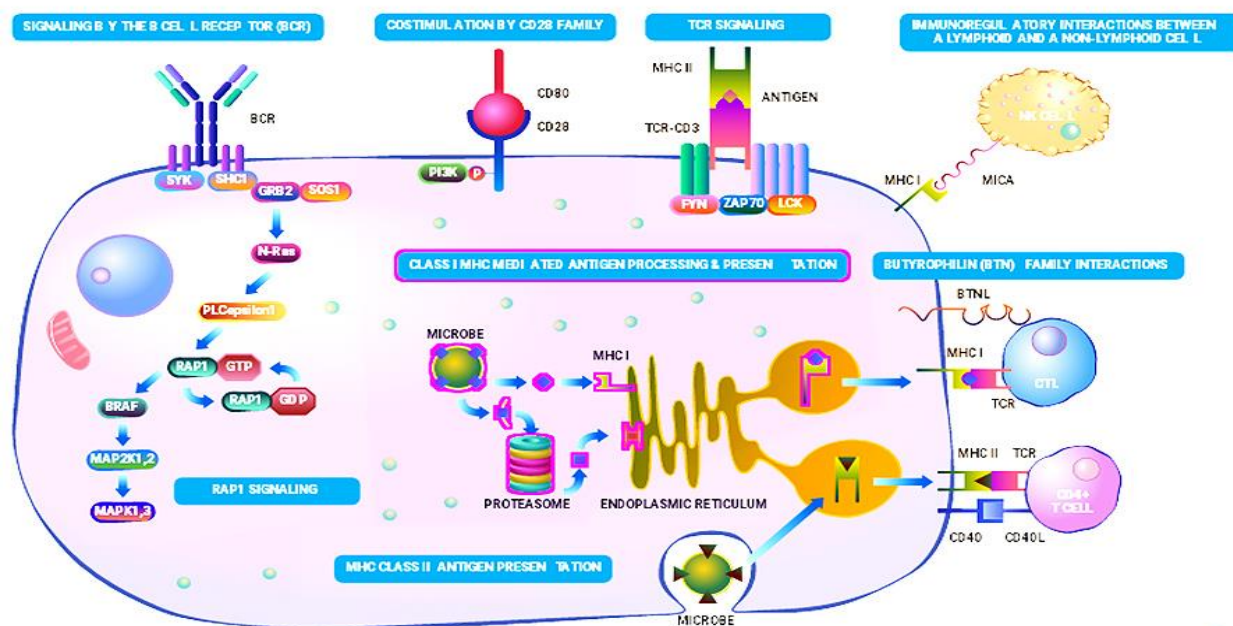 SIGNALING B Y THE B CEL L RECEP TOR (BCR)
COSTIMULATION BY CD28 FAMILY
TCR SIGNALING
IMMUNOREGUL ATORY INTERACTIONS BETWEEN
A LYMPHOID AND A NON-LYMPHOID CEL L
BCR
CD80
CD28
MHC II
ANTIGEN
TCR-CD3
NK CEL L
MHC I
MICA
SYK
SHC1
GRB2
SOS1
PI3K
P
FYN
ZAP70
LCK
N-Ras
PLCepsilon1
RAP1
GTP
RAP1
GDP
BRAF
MAP2K1,2
MAPK1,3
RAP1 SIGNALING
CLASS I MHC MEDI ATED ANTIGEN PROCESSING & PRESEN TATION
BUTYROPHILIN (BTN) FAMILY INTERACTIONS
MICROBE
MHC I
PROTEASOME
ENDOPLASMIC RETICULUM
BTNL
MHC I
CTL
TCR
MHC II
TCR
CD4+
T CELL
CD40
CD40L
MHC CLASS II ANTIGEN PRESEN TATION
MICROBE